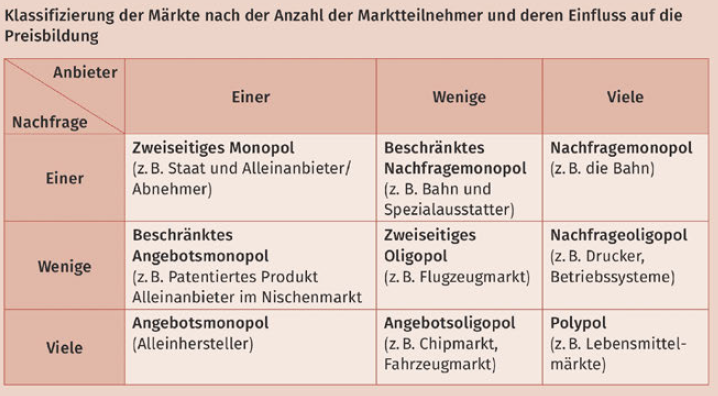 Klassifizierung der Märkte nach der Anzahl der Marktteilnehmer und deren Einfluss auf die
Preisbildung
Anbieter
Nachfrage
Einer
Wenige
Viele
Einer
Zweiseitiges Monopol
(z. B. Staat und Alleinanbieter/
Abnehmer)
Beschränktes
Nachfragemonopol
(z. B. Bahn und
Spezialausstatter)
Nachfragemonopol
(z. B. die Bahn)
Wenige
Beschränktes
Angebotsmonopol
(z. B. Patentiertes Produkt
Alleinanbieter im Nischenmarkt
Zweiseitiges
Oligopol
(z. B. Flugzeugmarkt)
Nachfrageoligopol
(z. B. Drucker,
Betriebssysteme)
Viele
Angebotsmonopol
(Alleinhersteller)
Angebotsoligopol
(z. B. Chipmarkt,
Fahrzeugmarkt)
Polypol
(z. B. Lebensmittel-
märkte)